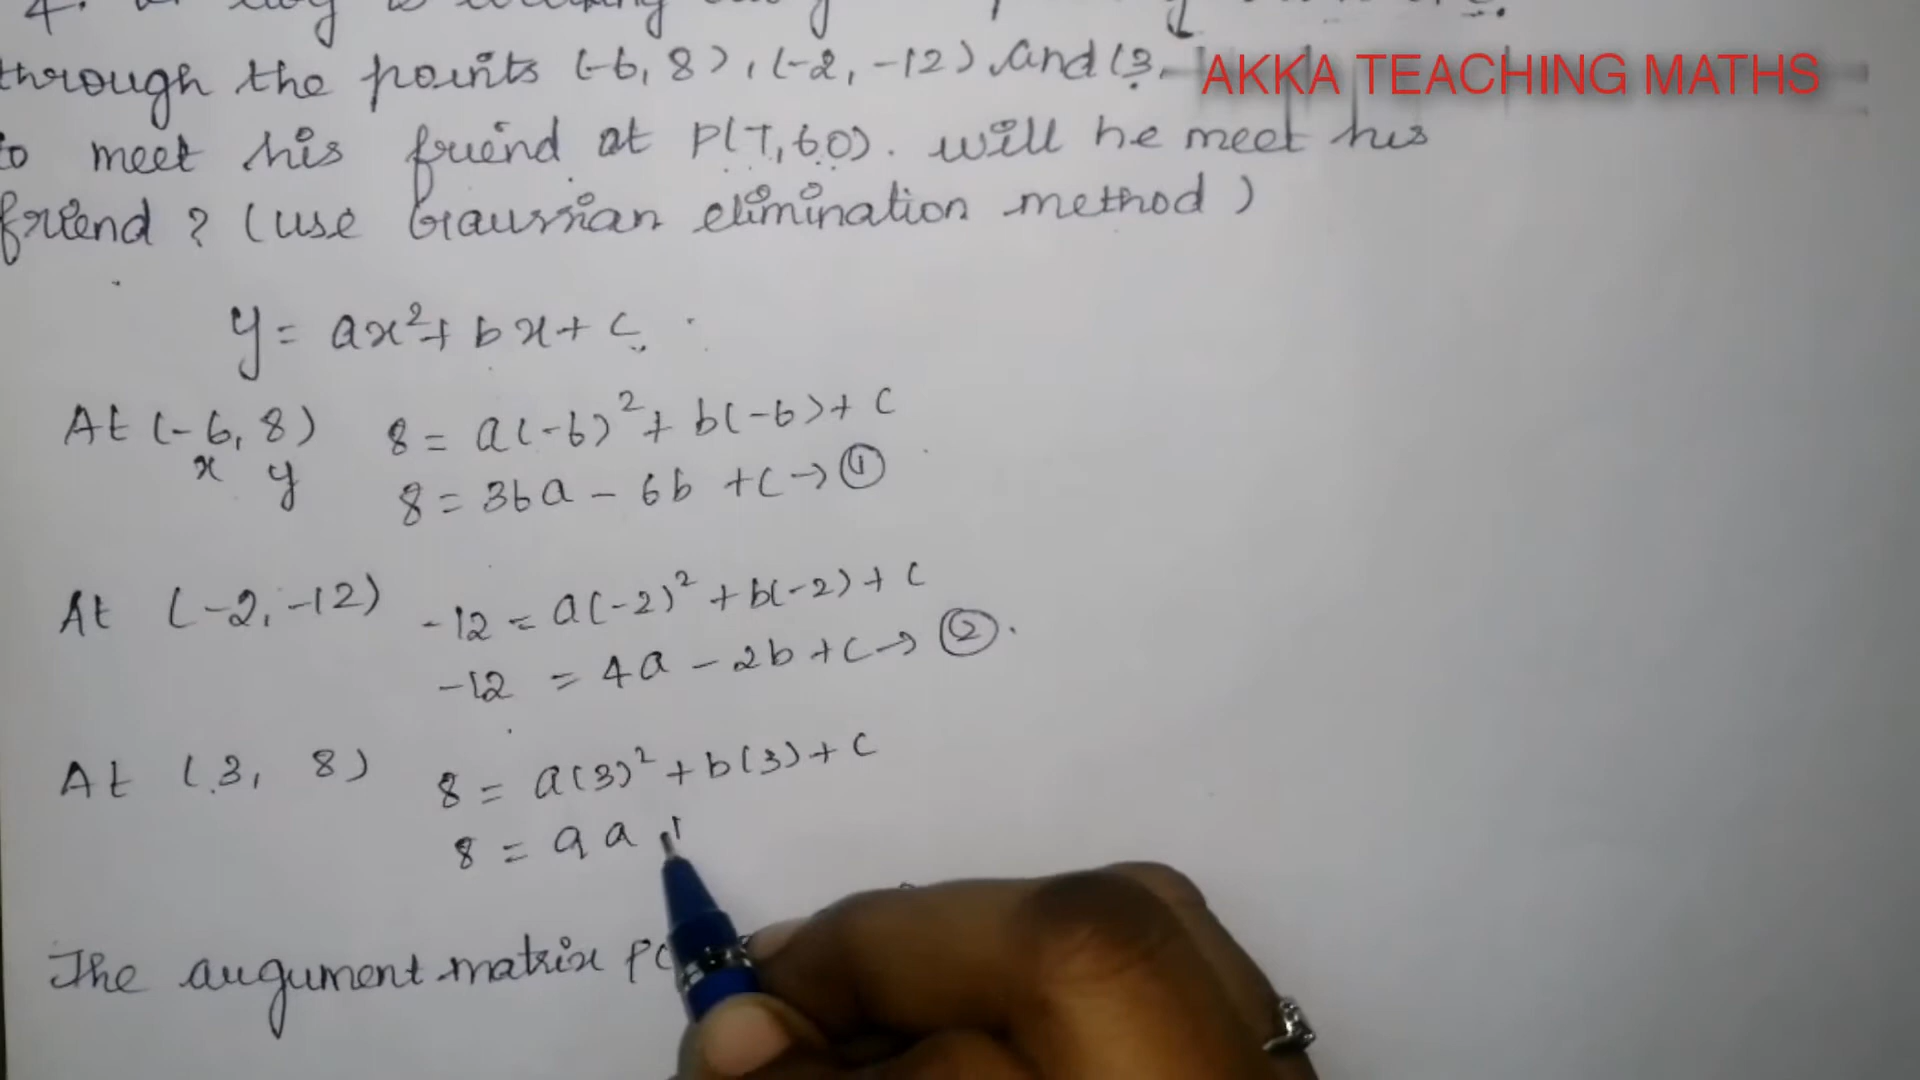 through the points (-6, 8), (-2, -12) and (3,
AKKA TEACHING MATHS
to meet his friend at P(7,60). will he meet his
friend ? (use Gaussian elimination method)
y = ax²+ bx + c
At (-6, 8) 8 = a(-6)² + b(-6) + c
x y 8 = 36a - 6b + c → ①
At (-2, -12) -12 = a(-2)² + b(-2) + c
-12 = 4a - 2b + c → ②.
At (3, 8) 8 = a(3)² + b(3) + c
8 = 9a
The augument matrix